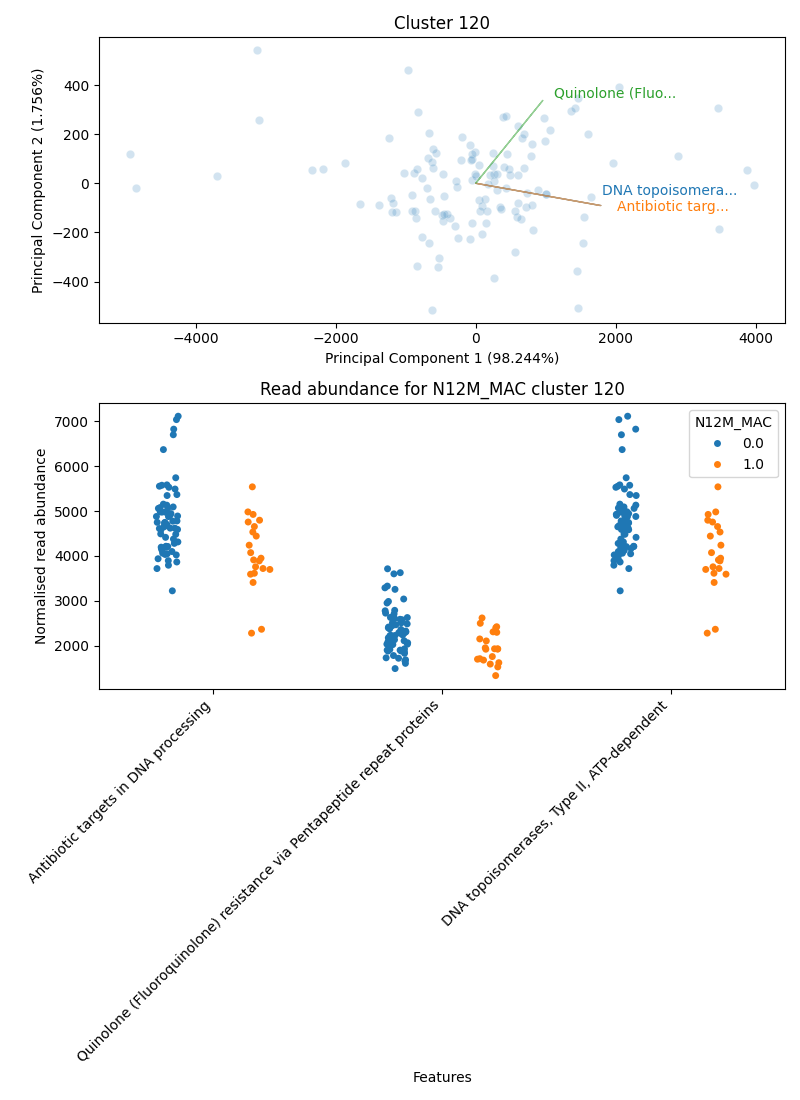 Cluster 120
Principal Component 2 (1.756%)
400
200
0
−200
−400
Quinolone (Fluo...
DNA topoisomera...
Antibiotic targ...
−4000
−2000
0
2000
4000
Principal Component 1 (98.244%)
Read abundance for N12M_MAC cluster 120
Normalised read abundance
7000
6000
5000
4000
3000
2000
N12M_MAC
0.0
1.0
Antibiotic targets in DNA processing
Quinolone (Fluoroquinolone) resistance via Pentapeptide repeat proteins
DNA topoisomerases, Type II, ATP-dependent
Features